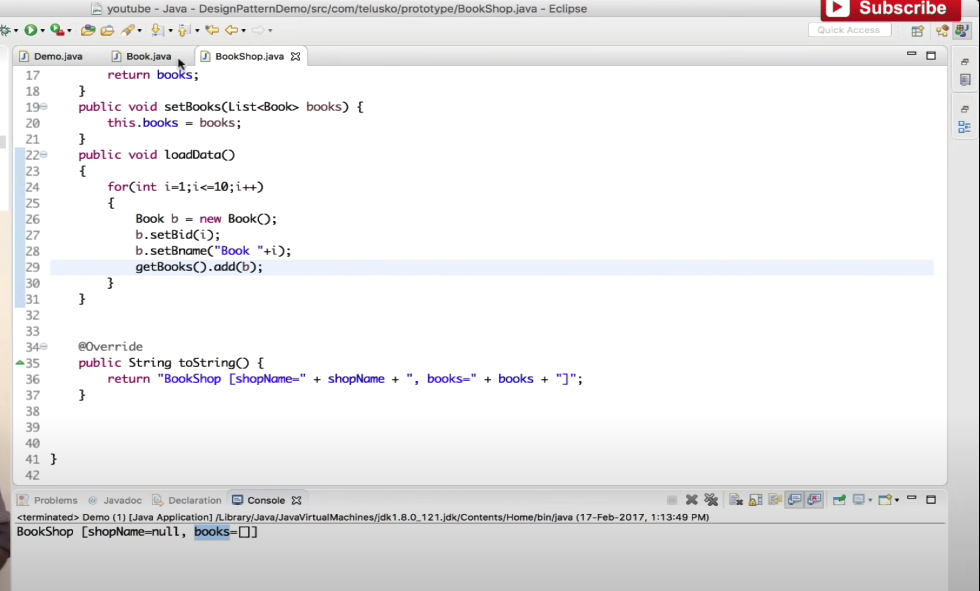 youtube - Java - DesignPatternDemo/src/com/telusko/prototype/BookShop.java - Eclipse
Subscribe
Quick Access
Demo.java Book.java BookShop.java
17 return books;
18 }
19 public void setBooks(List<Book> books) {
20 this.books = books;
21 }
22 public void loadData()
23 {
24 for(int i=1;i<=10;i++)
25 {
26 Book b = new Book();
27 b.setBid(i);
28 b.setBname("Book "+i);
29 getBooks().add(b);
30 }
31 }
32
33
34 @Override
35 public String toString() {
36 return "BookShop [shopName=" + shopName + ", books=" + books + "]";
37 }
38
39
40
41 }
42
Problems @ Javadoc Declaration Console
<terminated> Demo (1) [Java Application] /Library/Java/JavaVirtualMachines/jdk1.8.0_121.jdk/Contents/Home/bin/java (17-Feb-2017, 1:13:49 PM)
BookShop [shopName=null, books=[]]